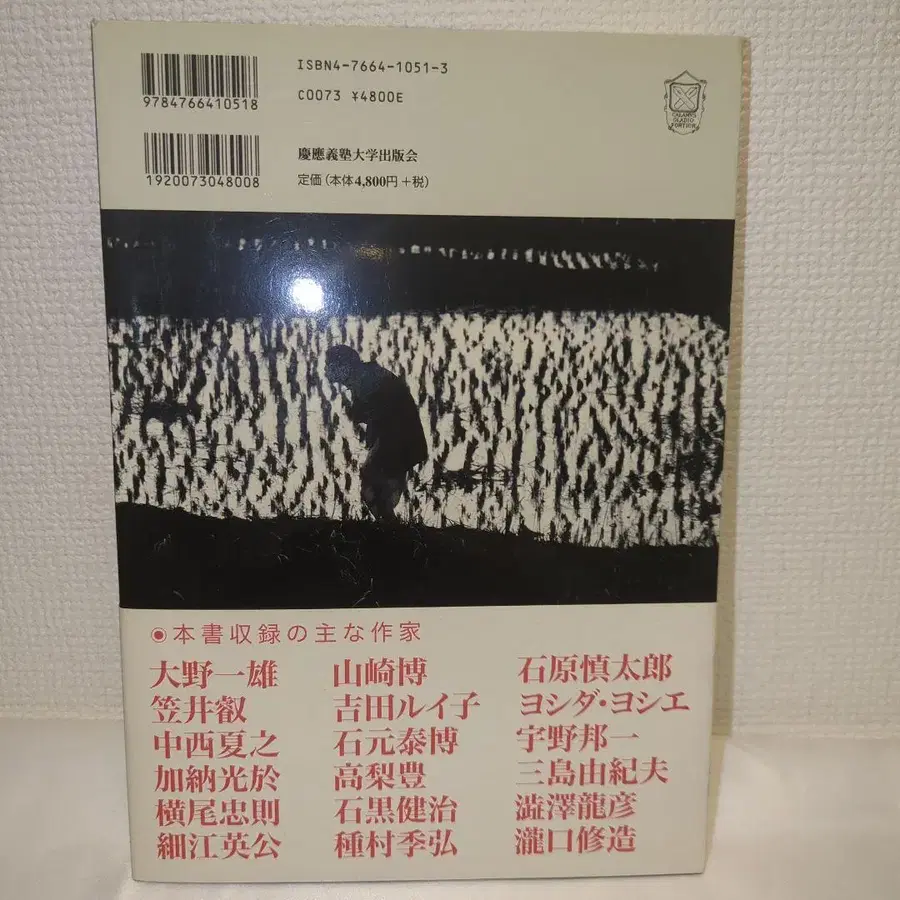 9784766410518
ISBN4-7664-1051-3
C0073 ¥4800E
CALAMVS
GLADIO
FORTIOR
1920073048008
慶應義塾大学出版会
定価(本体4,800円+税)
◉本書収録の主な作家
大野一雄 山崎博 石原慎太郎
笠井叡 吉田ルイ子 ヨシダ・ヨシエ
中西夏之 石元泰博 宇野邦一
加納光於 高梨豊 三島由紀夫
横尾忠則 石黒健治 澁澤龍彦
細江英公 種村季弘 瀧口修造